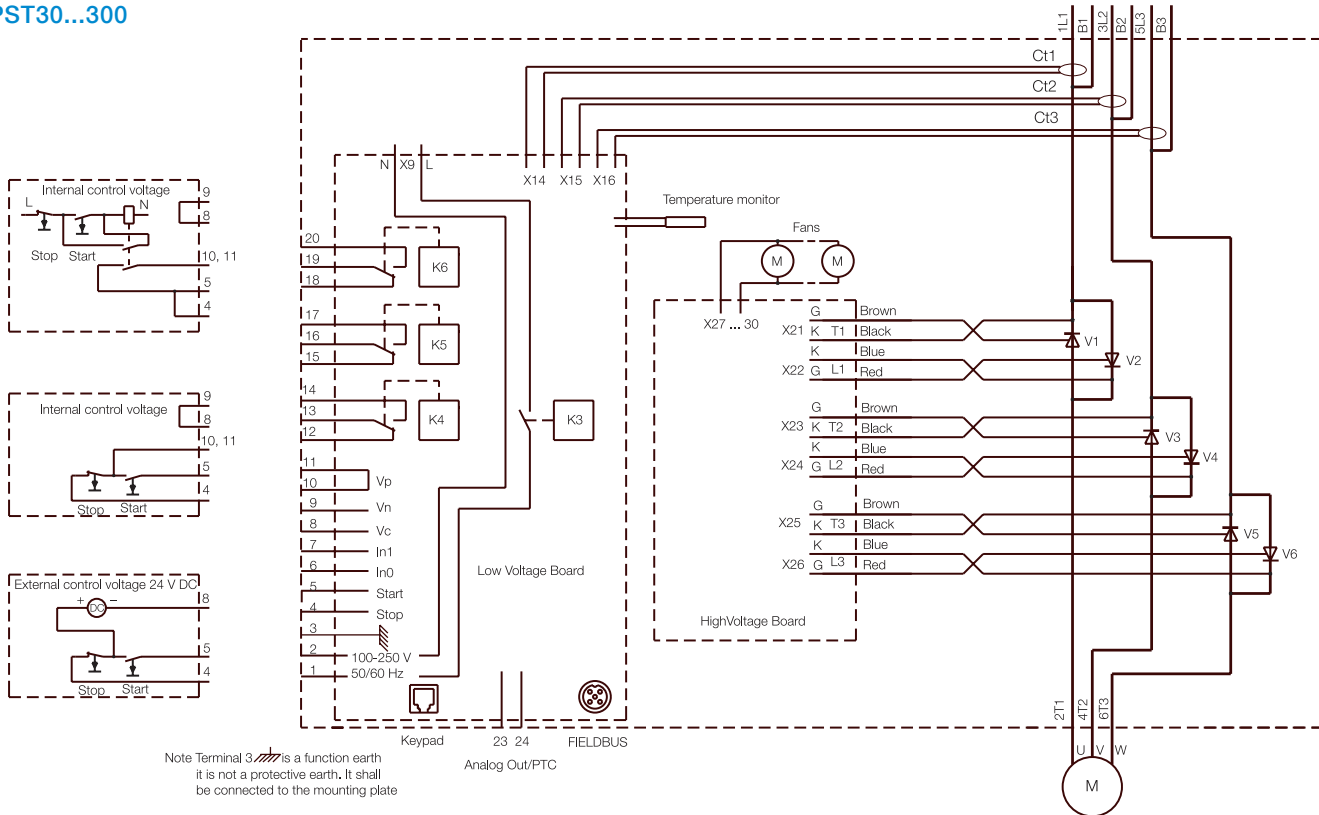 PST30...300
1L1 B1 3L2 B2 5L3 B3
Ct1
Ct2
Ct3
N X9 L
X14 X15 X16
Temperature monitor
Fans
M M
X27 ... 30
Internal control voltage
L N
Stop Start
9
8
10, 11
5
4
Internal control voltage
Stop Start
9
8
10, 11
5
4
External control voltage 24 V DC
+ DC –
Stop Start
8
5
4
20
19
18
K6
17
16
15
K5
14
13
12
K4
K3
11
10 Vp
9 Vn
8 Vc
7 In1
6 In0
5 Start
4 Stop
3
2 100-250 V
1 50/60 Hz
Low Voltage Board
Keypad
23 24
Analog Out/PTC
FIELDBUS
G Brown
X21 K T1 Black
K Blue
X22 G L1 Red
G Brown
X23 K T2 Black
K Blue
X24 G L2 Red
G Brown
X25 K T3 Black
K Blue
X26 G L3 Red
HighVoltage Board
V1
V2
V3
V4
V5
V6
2T1 4T2 6T3
U V W
M
Note Terminal 3 is a function earth
it is not a protective earth. It shall
be connected to the mounting plate